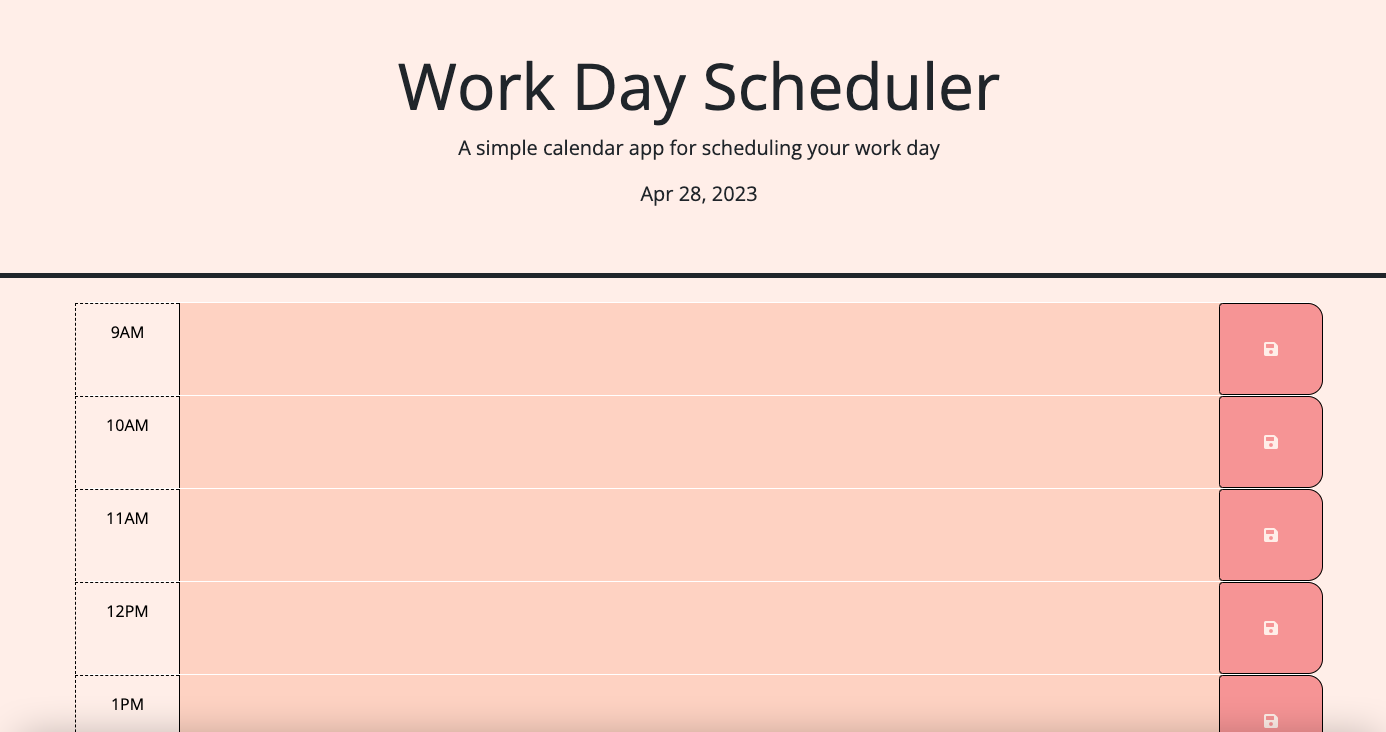 Work Day Scheduler
A simple calendar app for scheduling your work day
Apr 28, 2023
9AM
10AM
11AM
12PM
1PM